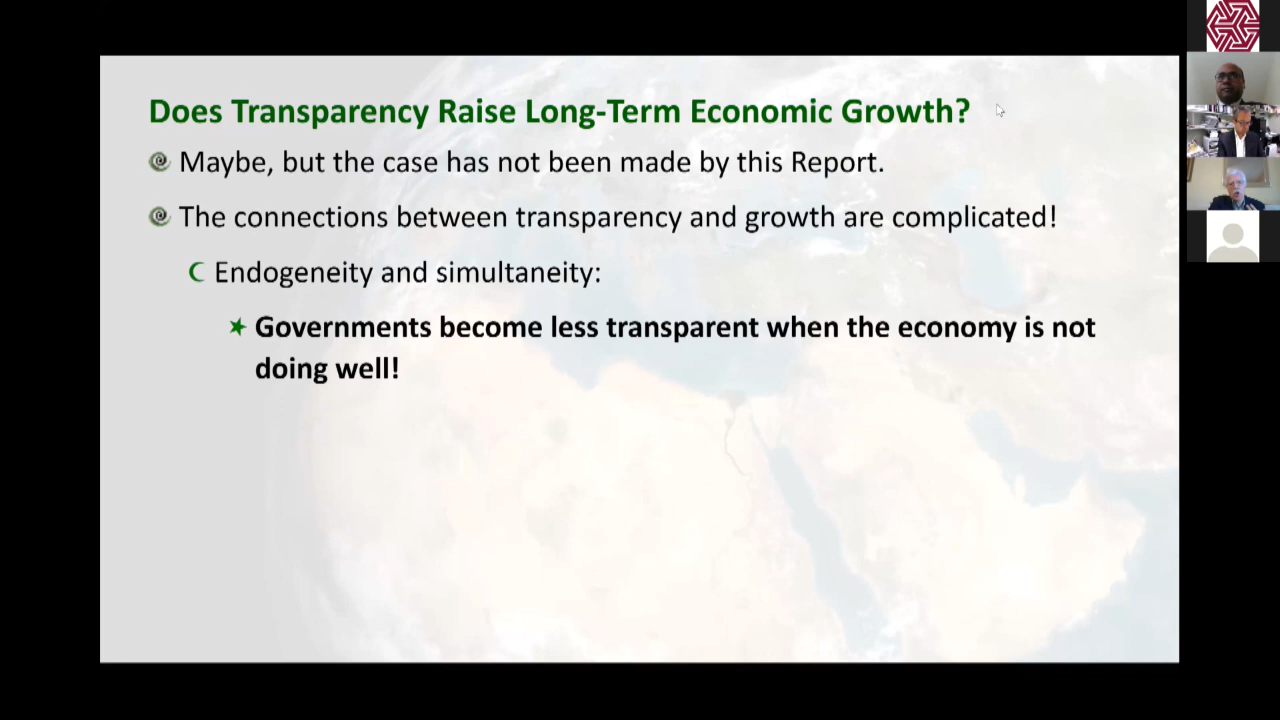 Does Transparency Raise Long-Term Economic Growth?
Maybe, but the case has not been made by this Report.
The connections between transparency and growth are complicated!
Endogeneity and simultaneity:
Governments become less transparent when the economy is not
doing well!